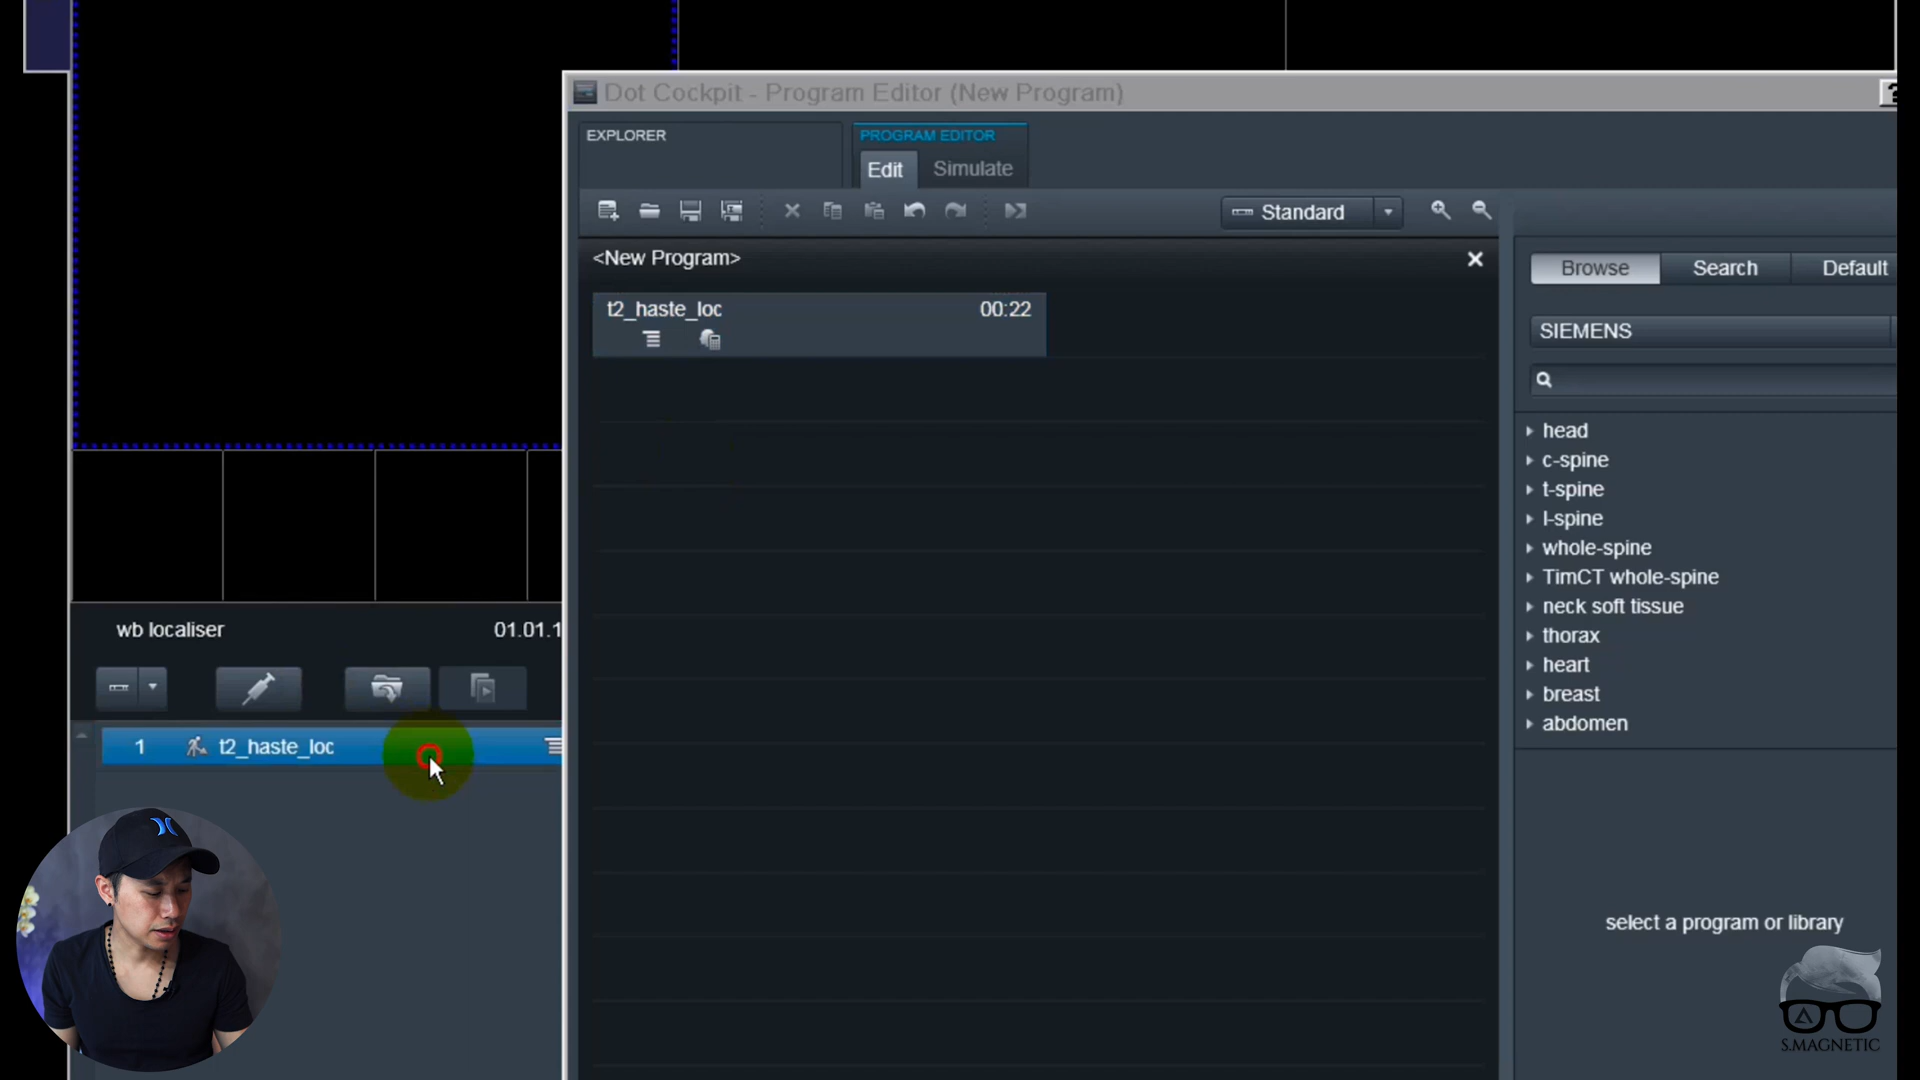 Dot Cockpit - Program Editor (New Program)
?
EXPLORER
PROGRAM EDITOR
Edit
Simulate
Standard
<New Program>
t2_haste_loc 00:22
Browse
Search
Default
SIEMENS
head
c-spine
t-spine
l-spine
whole-spine
TimCT whole-spine
neck soft tissue
thorax
heart
breast
abdomen
select a program or library
wb localiser 01.01.1
1 t2_haste_loc
S.MAGNETIC